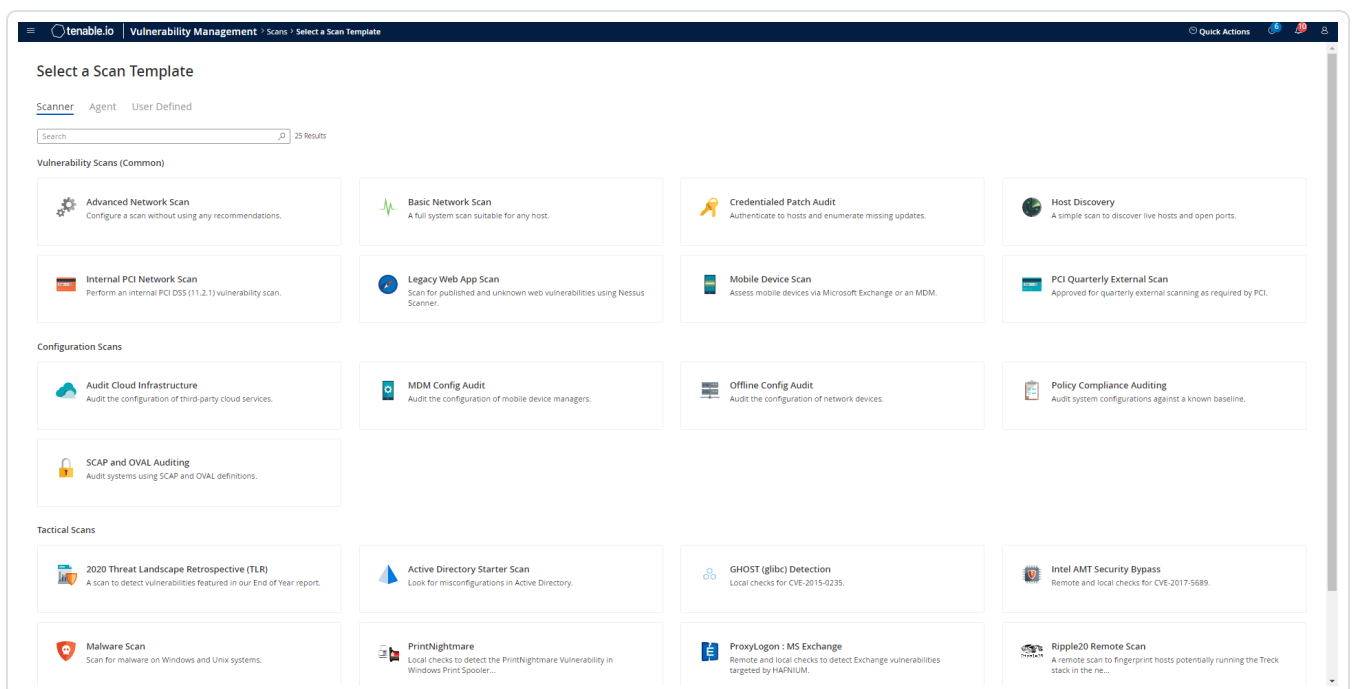 tenable.io | Vulnerability Management > Scans > Select a Scan Template
Quick Actions
6
10
Select a Scan Template
Scanner Agent User Defined
Search
25 Results
Vulnerability Scans (Common)
Advanced Network Scan
Configure a scan without using any recommendations.
Basic Network Scan
A full system scan suitable for any host.
Credentialed Patch Audit
Authenticate to hosts and enumerate missing updates.
Host Discovery
A simple scan to discover live hosts and open ports.
Internal PCI Network Scan
Perform an internal PCI DSS (11.2.1) vulnerability scan.
Legacy Web App Scan
Scan for published and unknown web vulnerabilities using Nessus
Scanner.
Mobile Device Scan
Assess mobile devices via Microsoft Exchange or an MDM.
PCI Quarterly External Scan
Approved for quarterly external scanning as required by PCI.
Configuration Scans
Audit Cloud Infrastructure
Audit the configuration of third-party cloud services.
MDM Config Audit
Audit the configuration of mobile device managers.
Offline Config Audit
Audit the configuration of network devices.
Policy Compliance Auditing
Audit system configurations against a known baseline.
SCAP and OVAL Auditing
Audit systems using SCAP and OVAL definitions.
Tactical Scans
2020 Threat Landscape Retrospective (TLR)
A scan to detect vulnerabilities featured in our End of Year report.
Active Directory Starter Scan
Look for misconfigurations in Active Directory.
GHOST (glibc) Detection
Local checks for CVE-2015-0235.
Intel AMT Security Bypass
Remote and local checks for CVE-2017-5689.
Malware Scan
Scan for malware on Windows and Unix systems.
PrintNightmare
Local checks to detect the PrintNightmare Vulnerability in
Windows Print Spooler...
ProxyLogon : MS Exchange
Remote and local checks to detect Exchange vulnerabilities
targeted by HAFNIUM.
Ripple20 Remote Scan
A remote scan to fingerprint hosts potentially running the Treck
stack in the ne...